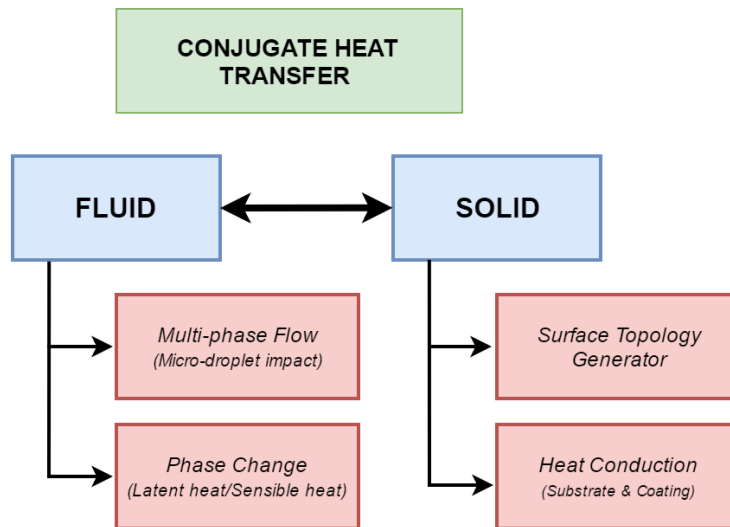 CONJUGATE HEAT
TRANSFER
FLUID
SOLID
Multi-phase Flow
(Micro-droplet impact)
Surface Topology
Generator
Phase Change
(Latent heat/Sensible heat)
Heat Conduction
(Substrate & Coating)